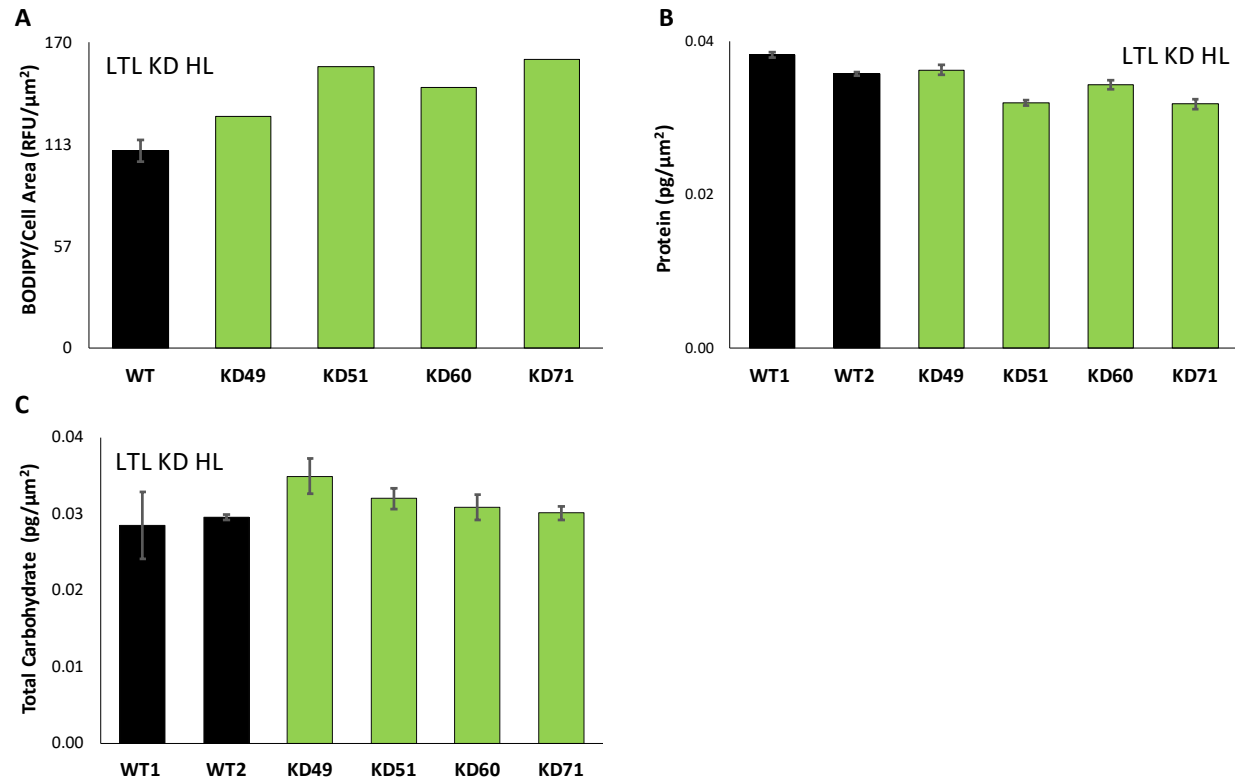 A
LTL KD HL
BODIPY/Cell Area (RFU/µm²)
170
113
57
0
WT KD49 KD51 KD60 KD71
B
LTL KD HL
Protein (pg/µm²)
0.04
0.02
0.00
WT1 WT2 KD49 KD51 KD60 KD71
C
LTL KD HL
Total Carbohydrate (pg/µm²)
0.04
0.03
0.02
0.01
0.00
WT1 WT2 KD49 KD51 KD60 KD71